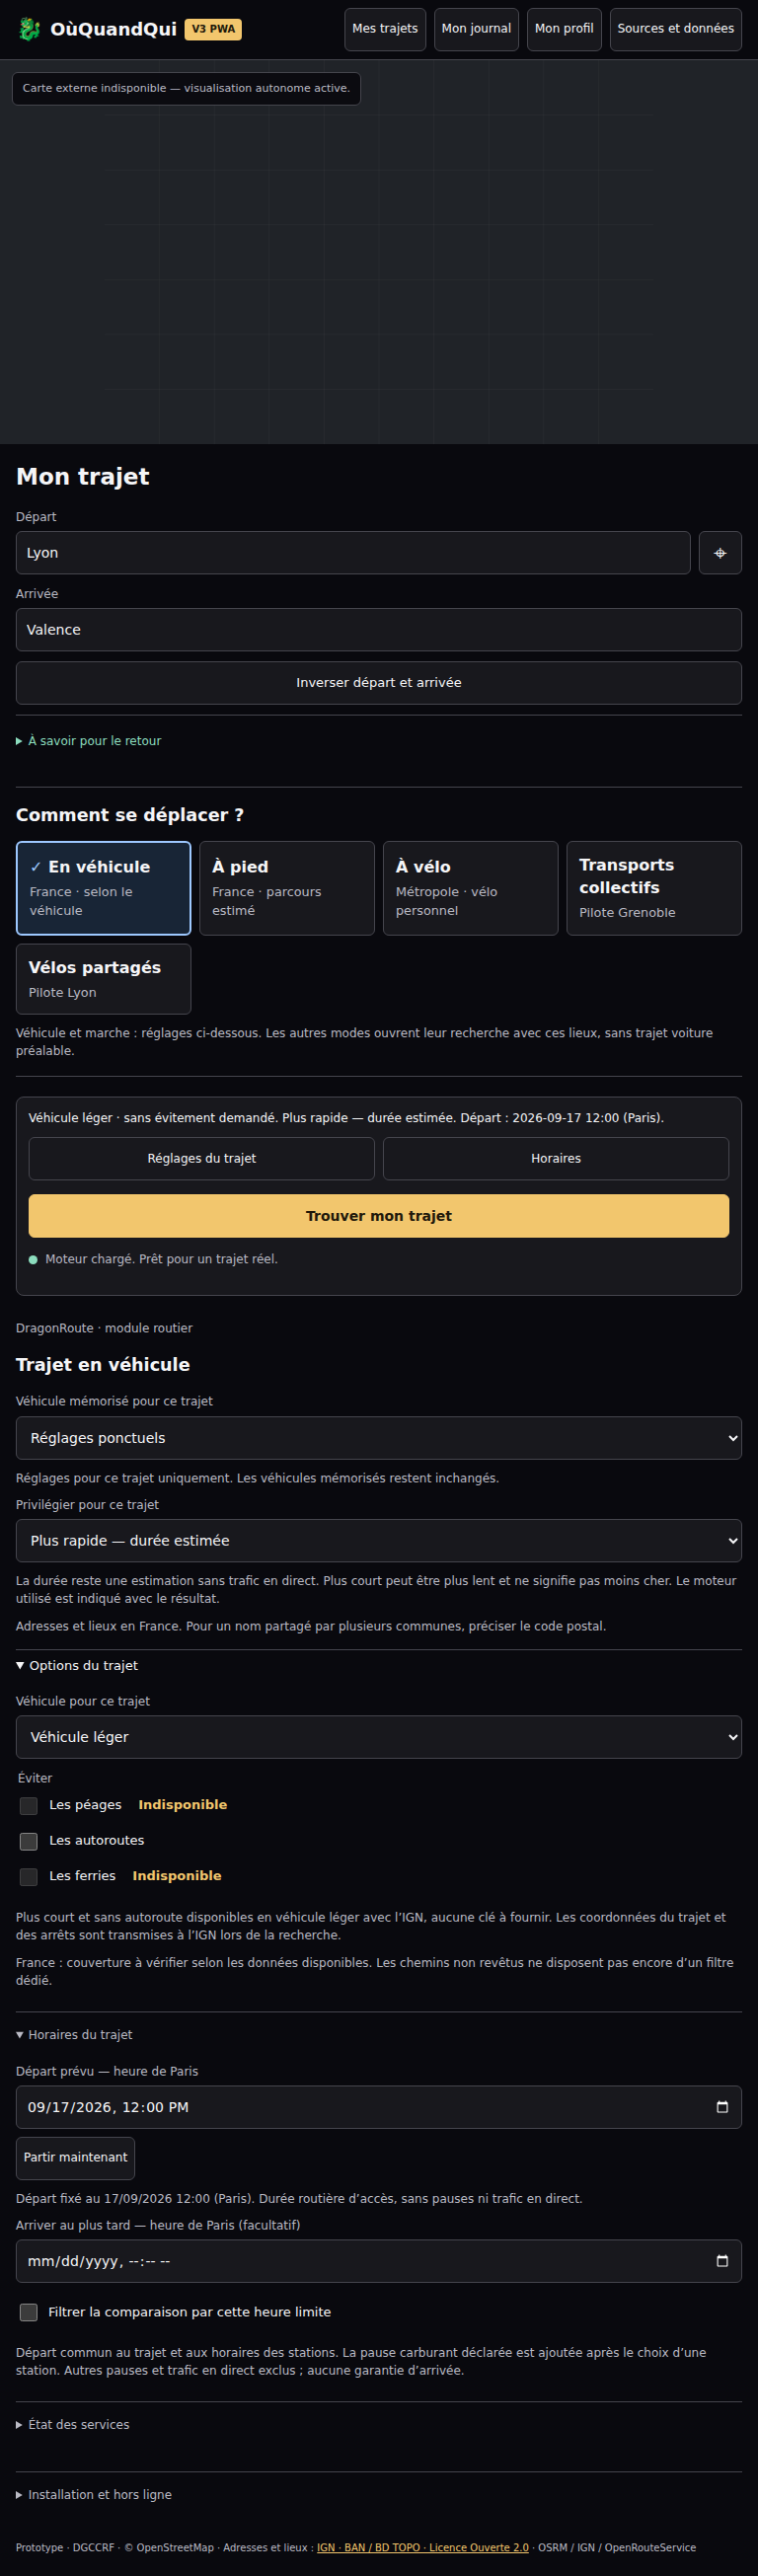 OùQuandQui V3 PWA Mes trajets Mon journal Mon profil Sources et données
Carte externe indisponible — visualisation autonome active.
Mon trajet
Départ
Lyon
Arrivée
Valence
Inverser départ et arrivée
À savoir pour le retour
Comment se déplacer ?
✓ En véhicule
France · selon le
véhicule
À pied
France · parcours
estimé
À vélo
Métropole · vélo
personnel
Transports
collectifs
Pilote Grenoble
Vélos partagés
Pilote Lyon
Véhicule et marche : réglages ci-dessous. Les autres modes ouvrent leur recherche avec ces lieux, sans trajet voiture
préalable.
Véhicule léger · sans évitement demandé. Plus rapide — durée estimée. Départ : 2026-09-17 12:00 (Paris).
Réglages du trajet Horaires
Trouver mon trajet
Moteur chargé. Prêt pour un trajet réel.
DragonRoute · module routier
Trajet en véhicule
Véhicule mémorisé pour ce trajet
Réglages ponctuels
Réglages pour ce trajet uniquement. Les véhicules mémorisés restent inchangés.
Privilégier pour ce trajet
Plus rapide — durée estimée
La durée reste une estimation sans trafic en direct. Plus court peut être plus lent et ne signifie pas moins cher. Le moteur
utilisé est indiqué avec le résultat.
Adresses et lieux en France. Pour un nom partagé par plusieurs communes, préciser le code postal.
Options du trajet
Véhicule pour ce trajet
Véhicule léger
Éviter
Les péages Indisponible
Les autoroutes
Les ferries Indisponible
Plus court et sans autoroute disponibles en véhicule léger avec l’IGN, aucune clé à fournir. Les coordonnées du trajet et
des arrêts sont transmises à l’IGN lors de la recherche.
France : couverture à vérifier selon les données disponibles. Les chemins non revêtus ne disposent pas encore d’un filtre
dédié.
Horaires du trajet
Départ prévu — heure de Paris
09/17/2026, 12:00 PM
Partir maintenant
Départ fixé au 17/09/2026 12:00 (Paris). Durée routière d’accès, sans pauses ni trafic en direct.
Arriver au plus tard — heure de Paris (facultatif)
mm/dd/yyyy, --:-- --
Filtrer la comparaison par cette heure limite
Départ commun au trajet et aux horaires des stations. La pause carburant déclarée est ajoutée après le choix d’une
station. Autres pauses et trafic en direct exclus ; aucune garantie d’arrivée.
État des services
Installation et hors ligne
Prototype · DGCCRF · © OpenStreetMap · Adresses et lieux : IGN · BAN / BD TOPO · Licence Ouverte 2.0 · OSRM / IGN / OpenRouteService